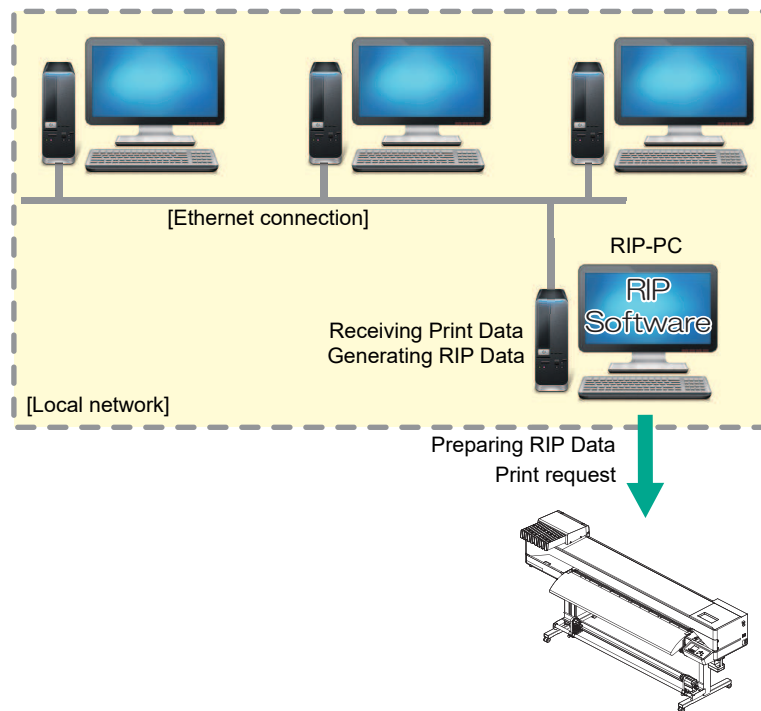 [Ethernet connection]
RIP-PC
RIP
Software
Receiving Print Data
Generating RIP Data
[Local network]
Preparing RIP Data
Print request